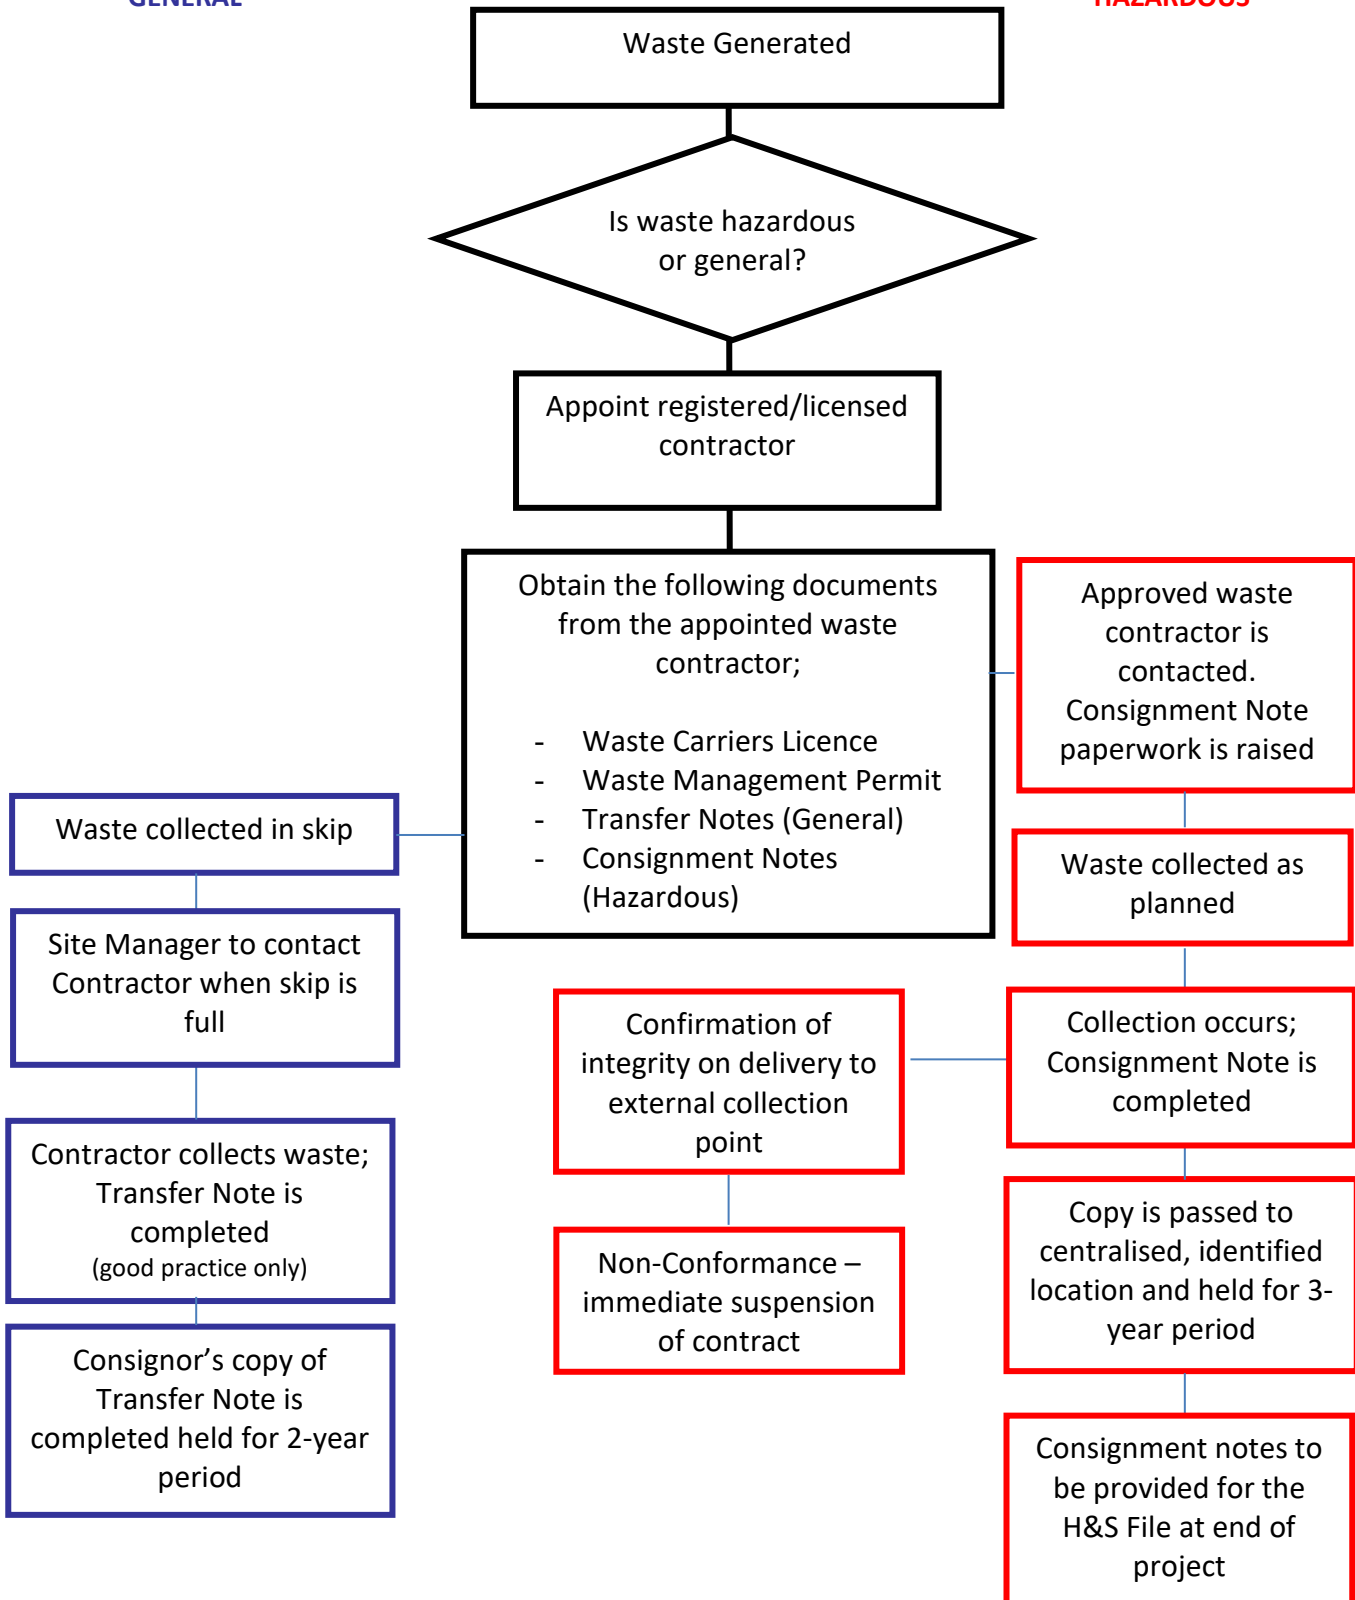 GENERAL
HAZARDOUS
Waste Generated
Is waste hazardous
or general?
Appoint registered/licensed
contractor
Obtain the following documents
from the appointed waste
contractor;
- Waste Carriers Licence
- Waste Management Permit
- Transfer Notes (General)
- Consignment Notes
(Hazardous)
Waste collected in skip
Site Manager to contact
Contractor when skip is
full
Contractor collects waste;
Transfer Note is
completed
(good practice only)
Consignor’s copy of
Transfer Note is
completed held for 2-year
period
Approved waste
contractor is
contacted.
Consignment Note
paperwork is raised
Waste collected as
planned
Collection occurs;
Consignment Note is
completed
Confirmation of
integrity on delivery to
external collection
point
Non-Conformance –
immediate suspension
of contract
Copy is passed to
centralised, identified
location and held for 3-
year period
Consignment notes to
be provided for the
H&S File at end of
project